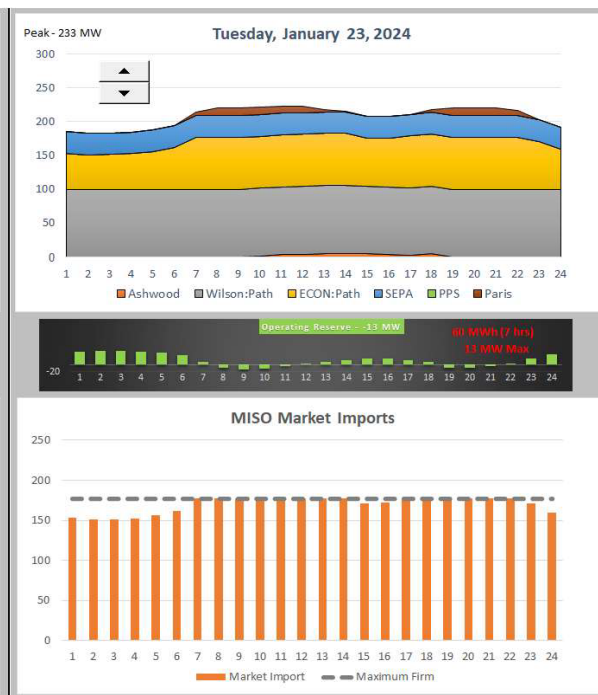 Peak - 233 MW
Tuesday, January 23, 2024
300
250
200
150
100
50
0
1 2 3 4 5 6 7 8 9 10 11 12 13 14 15 16 17 18 19 20 21 22 23 24
Ashwood Wilson:Path ECON:Path SEPA PPS Paris
Operating Reserve - -13 MW
60 MWh (7 hrs)
13 MW Max
-20
1 2 3 4 5 6 7 8 9 10 11 12 13 14 15 16 17 18 19 20 21 22 23 24
MISO Market Imports
250
200
150
100
50
0
1 2 3 4 5 6 7 8 9 10 11 12 13 14 15 16 17 18 19 20 21 22 23 24
Market Import Maximum Firm